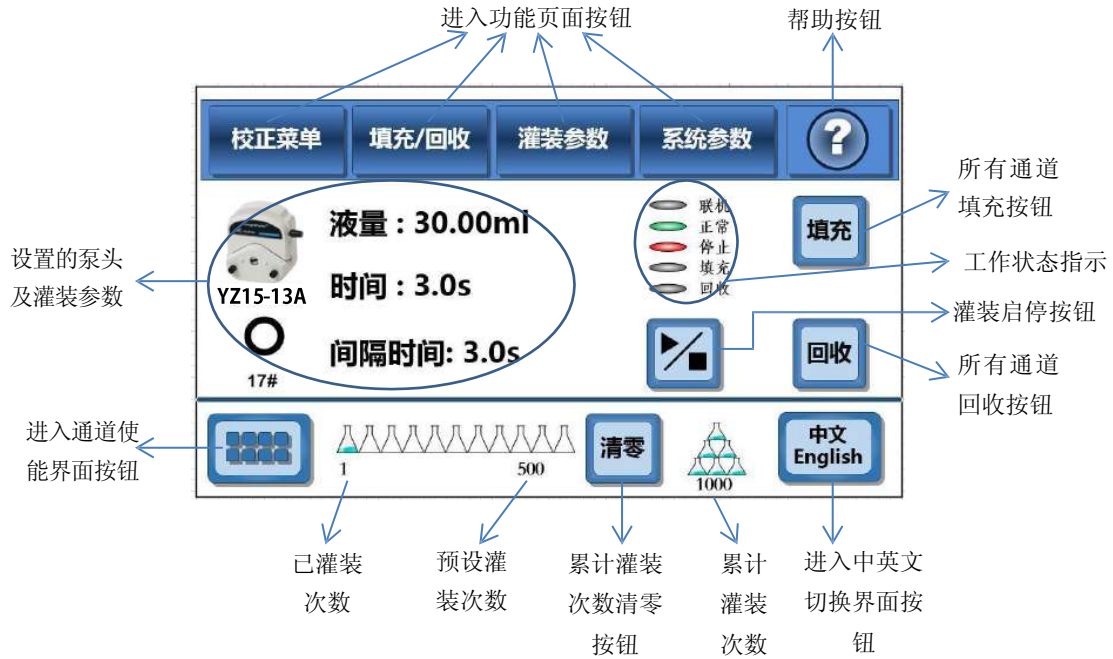 进入功能页面按钮
帮助按钮
校正菜单
填充/回收
灌装参数
系统参数
?
所有通道
填充按钮
设置的泵头
及灌装参数
YZ15-13A
17#
液量：30.00ml
时间：3.0s
间隔时间: 3.0s
联机
正常
停止
填充
回收
填充
工作状态指示
灌装启停按钮
回收
所有通道
回收按钮
进入通道使
能界面按钮
1
500
清零
1000
中文
English
已灌装
次数
预设灌
装次数
累计灌装
次数清零
按钮
累计
灌装
次数
进入中英文
切换界面按
钮